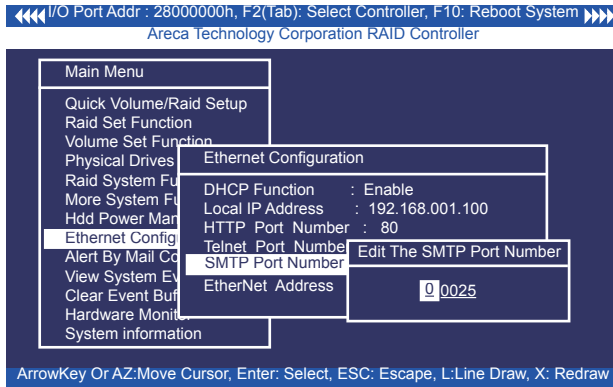 I/O Port Addr : 28000000h, F2(Tab): Select Controller, F10: Reboot System
Areca Technology Corporation RAID Controller
Main Menu
Quick Volume/Raid Setup
Raid Set Function
Volume Set Function
Physical Drives
Raid System Fu
More System Fu
Hdd Power Man
Ethernet Config
Alert By Mail Co
View System Ev
Clear Event Buf
Hardware Monit
System information
Ethernet Configuration
DHCP Function : Enable
Local IP Address : 192.168.001.100
HTTP Port Number : 80
Telnet Port Number
SMTP Port Number
EtherNet Address
Edit The SMTP Port Number
0 0025
ArrowKey Or AZ:Move Cursor, Enter: Select, ESC: Escape, L:Line Draw, X: Redraw